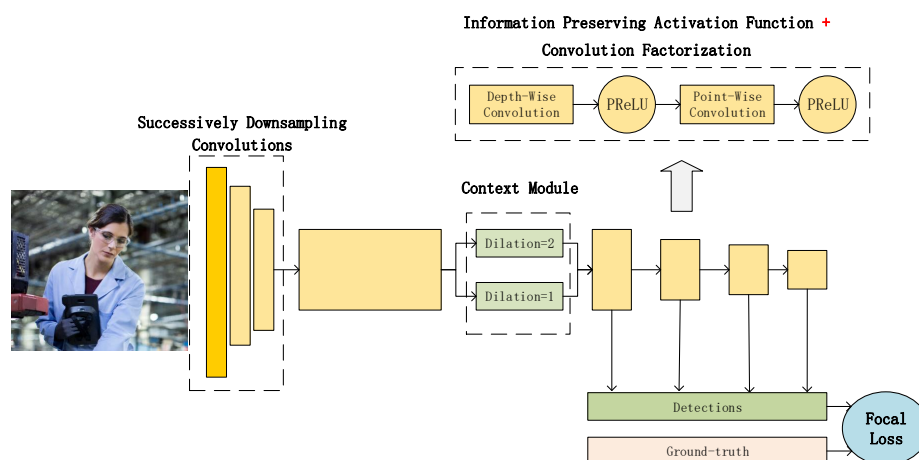 Information Preserving Activation Function +
Convolution Factorization
Depth-Wise
Convolution
PReLU
Point-Wise
Convolution
PReLU
Successively Downsampling
Convolutions
Context Module
Dilation=2
Dilation=1
Detections
Focal
Loss
Ground-truth